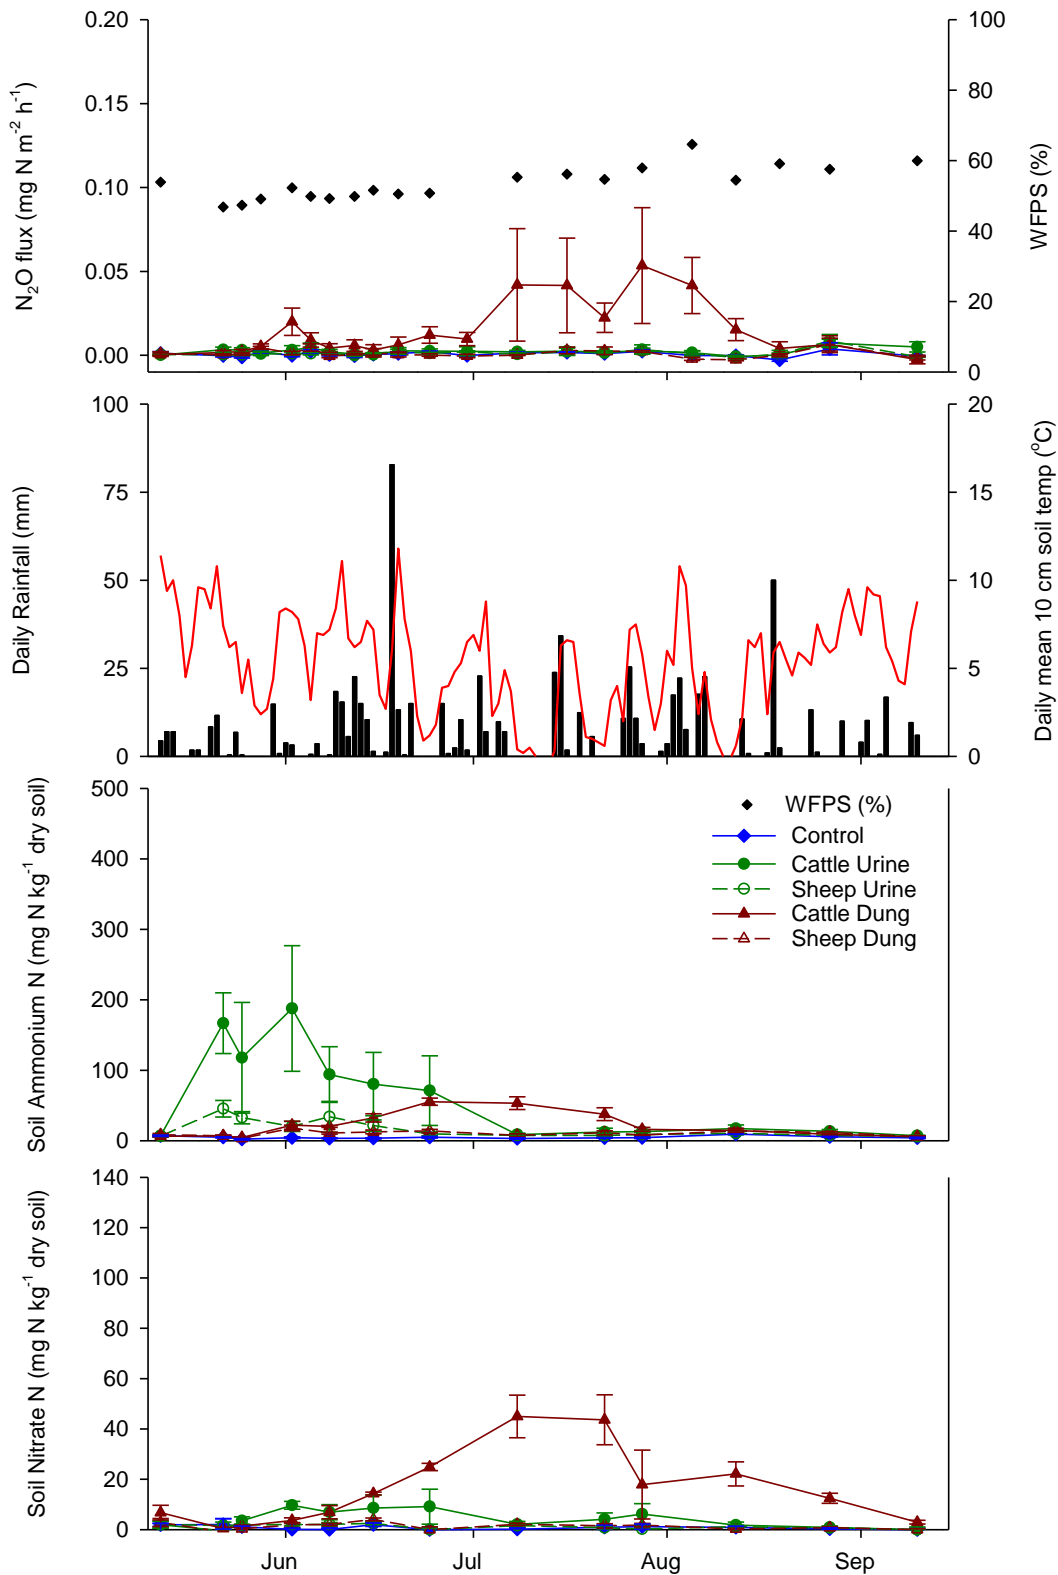 N₂O flux (mg N m⁻² h⁻¹)
0.20
0.15
0.10
0.05
0.00
100
80
60
40
20
0
WFPS (%)
Daily Rainfall (mm)
100
75
50
25
0
20
15
10
5
0
Daily mean 10 cm soil temp (°C)
Soil Ammonium N (mg N kg⁻¹ dry soil)
500
400
300
200
100
0
WFPS (%)
Control
Cattle Urine
Sheep Urine
Cattle Dung
Sheep Dung
Soil Nitrate N (mg N kg⁻¹ dry soil)
140
120
100
80
60
40
20
0
Jun Jul Aug Sep